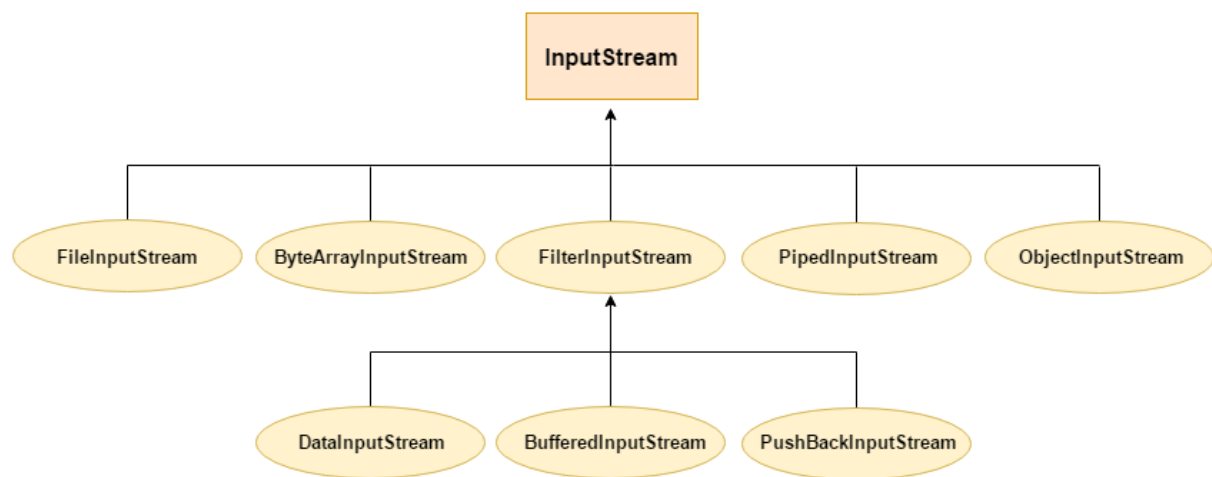 InputStream
FileInputStream
ByteArrayInputStream
FilterInputStream
PipedInputStream
ObjectInputStream
DataInputStream
BufferedInputStream
PushBackInputStream